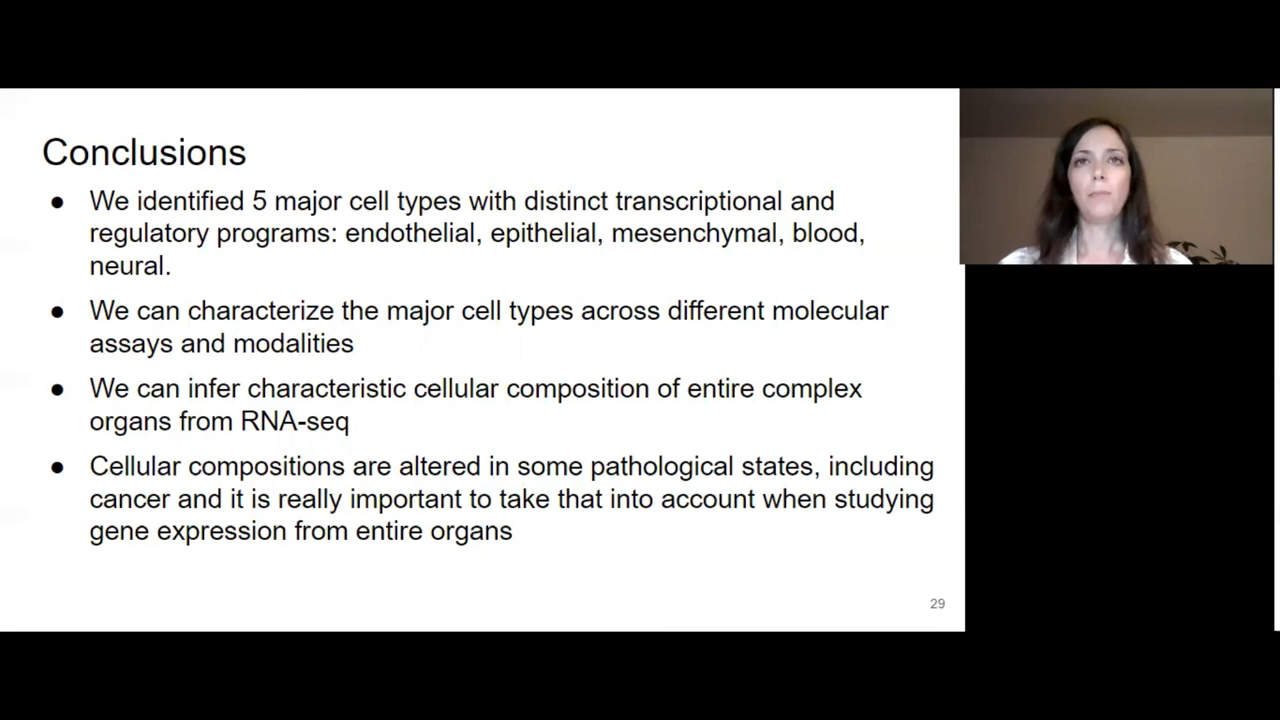 Conclusions
● We identified 5 major cell types with distinct transcriptional and
regulatory programs: endothelial, epithelial, mesenchymal, blood,
neural.
● We can characterize the major cell types across different molecular
assays and modalities
● We can infer characteristic cellular composition of entire complex
organs from RNA-seq
● Cellular compositions are altered in some pathological states, including
cancer and it is really important to take that into account when studying
gene expression from entire organs
29